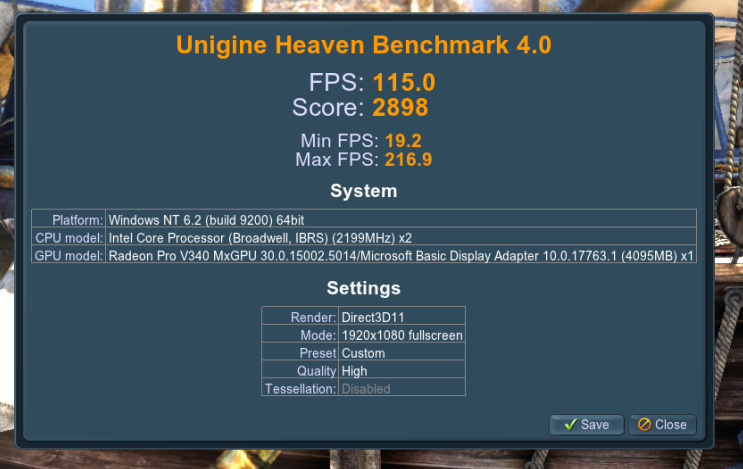 Unigine Heaven Benchmark 4.0
FPS: 115.0
Score: 2898
Min FPS: 19.2
Max FPS: 216.9
System
Platform: Windows NT 6.2 (build 9200) 64bit
CPU model: Intel Core Processor (Broadwell, IBRS) (2199MHz) x2
GPU model: Radeon Pro V340 MxGPU 30.0.15002.5014/Microsoft Basic Display Adapter 10.0.17763.1 (4095MB) x1
Settings
Render: Direct3D11
Mode: 1920x1080 fullscreen
Preset Custom
Quality High
Tessellation: Disabled
Save Close